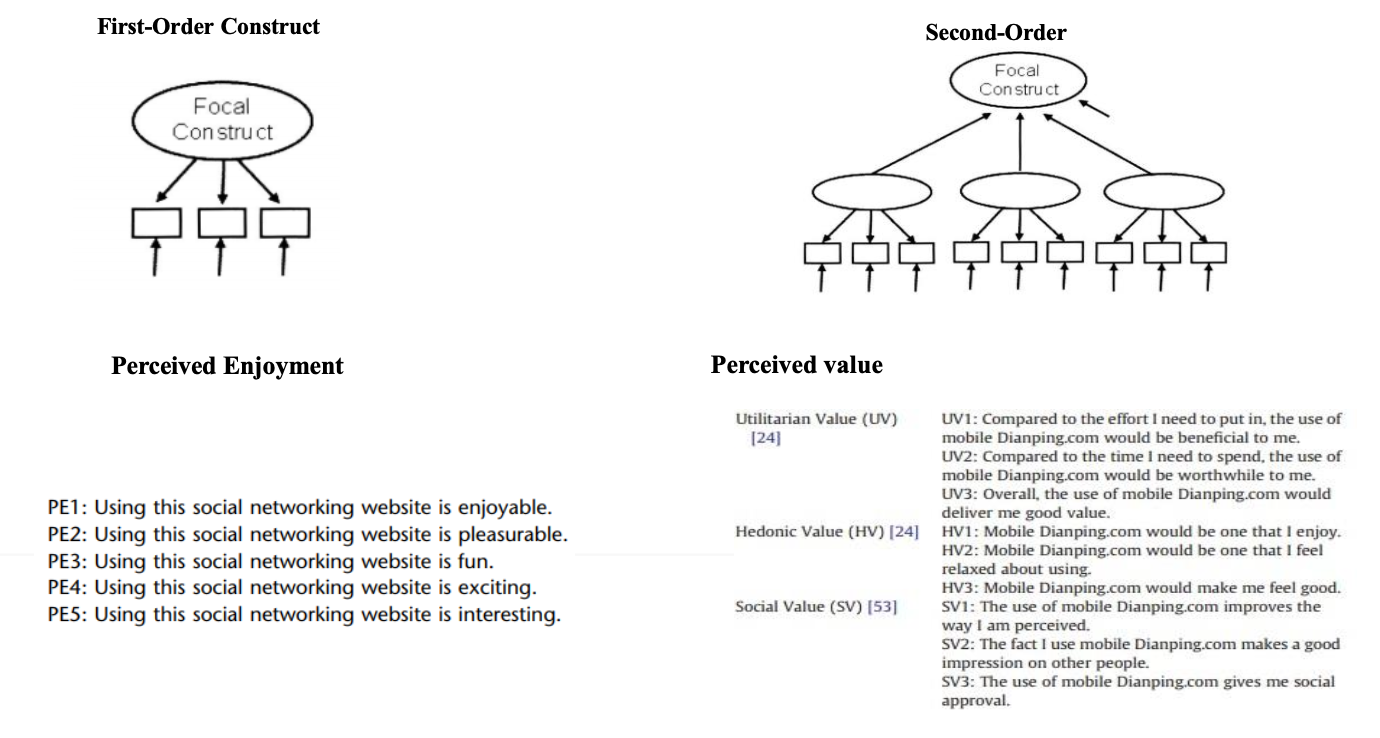 First-Order Construct
Focal
Construct
Second-Order
Focal
Construct
Perceived Enjoyment
PE1: Using this social networking website is enjoyable.
PE2: Using this social networking website is pleasurable.
PE3: Using this social networking website is fun.
PE4: Using this social networking website is exciting.
PE5: Using this social networking website is interesting.
Perceived value
Utilitarian Value (UV)
[24]
UV1: Compared to the effort I need to put in, the use of
mobile Dianping.com would be beneficial to me.
UV2: Compared to the time I need to spend, the use of
mobile Dianping.com would be worthwhile to me.
UV3: Overall, the use of mobile Dianping.com would
deliver me good value.
Hedonic Value (HV) [24]
HV1: Mobile Dianping.com would be one that I enjoy.
HV2: Mobile Dianping.com would be one that I feel
relaxed about using.
HV3: Mobile Dianping.com would make me feel good.
Social Value (SV) [53]
SV1: The use of mobile Dianping.com improves the
way I am perceived.
SV2: The fact I use mobile Dianping.com makes a good
impression on other people.
SV3: The use of mobile Dianping.com gives me social
approval.